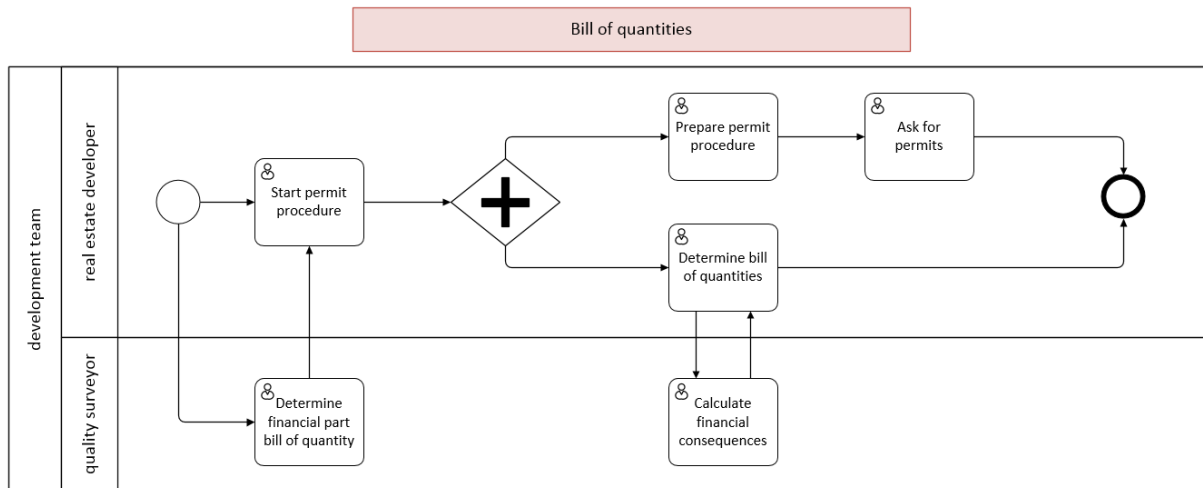 Bill of quantities
development team
real estate developer
quality surveyor
Start permit
procedure
Prepare permit
procedure
Ask for
permits
Determine bill
of quantities
Determine
financial part
bill of quantity
Calculate
financial
consequences